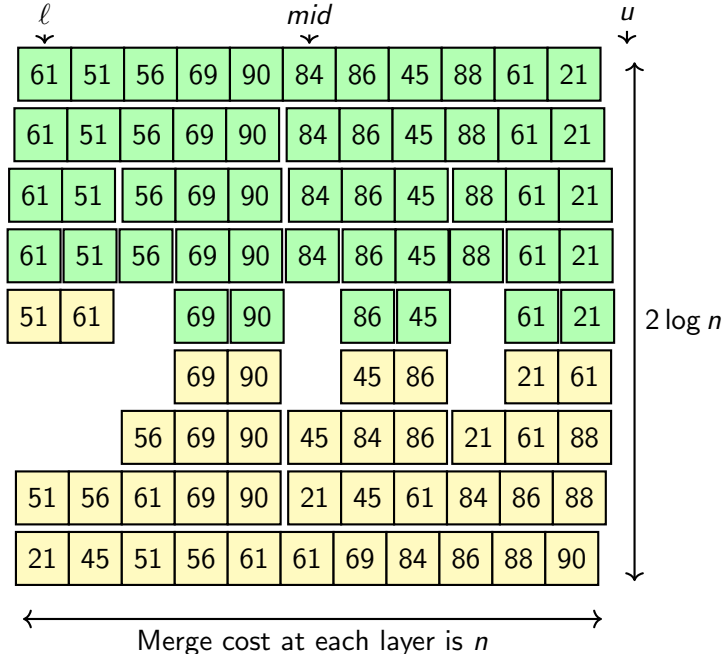 ℓ mid u
61 51 56 69 90 84 86 45 88 61 21
61 51 56 69 90 84 86 45 88 61 21
61 51 56 69 90 84 86 45 88 61 21
61 51 56 69 90 84 86 45 88 61 21
51 61 69 90 86 45 61 21
2 log n
69 90 45 86 21 61
56 69 90 45 84 86 21 61 88
51 56 61 69 90 21 45 61 84 86 88
21 45 51 56 61 61 69 84 86 88 90
Merge cost at each layer is n